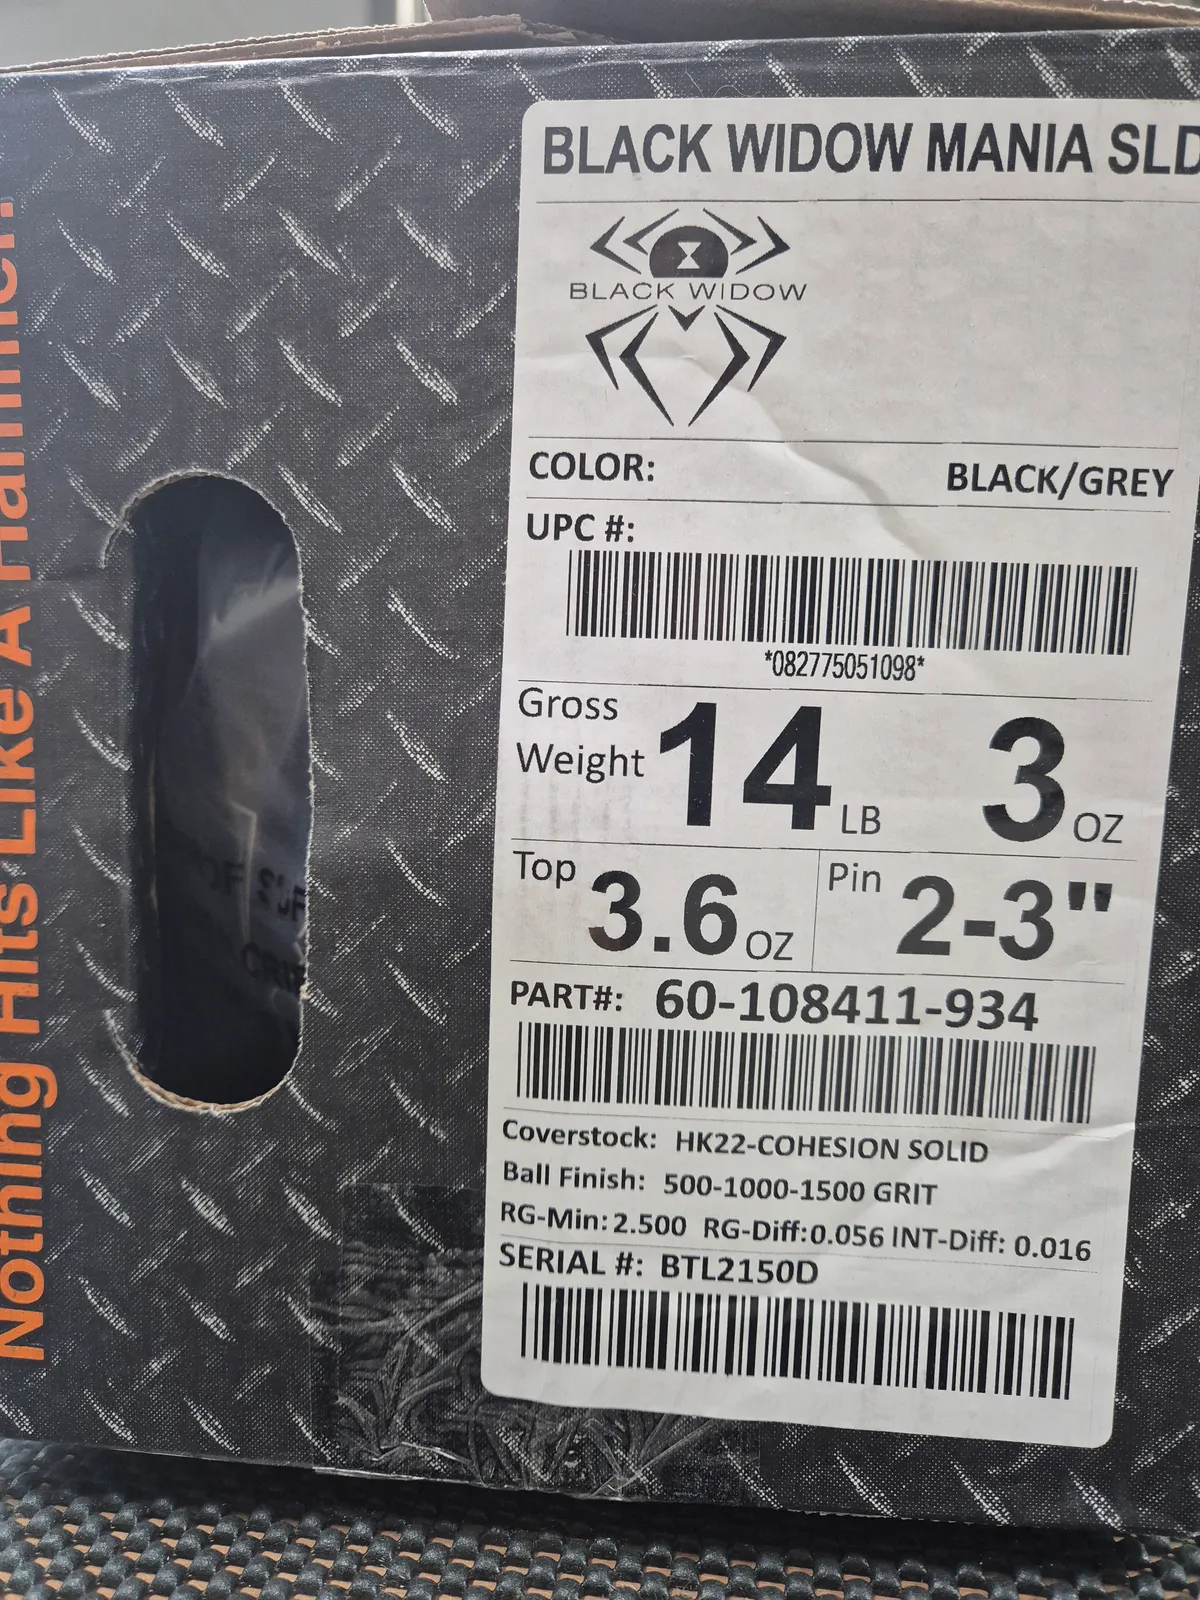 Nothing Hits Like A Hammer.
BLACK WIDOW MANIA SLD
BLACK WIDOW
COLOR: BLACK/GREY
UPC #:
*082775051098*
Gross Weight 14 LB 3 OZ
Top 3.6 OZ Pin 2-3"
PART#: 60-108411-934
Coverstock: HK22-COHESION SOLID
Ball Finish: 500-1000-1500 GRIT
RG-Min: 2.500 RG-Diff: 0.056 INT-Diff: 0.016
SERIAL #: BTL2150D